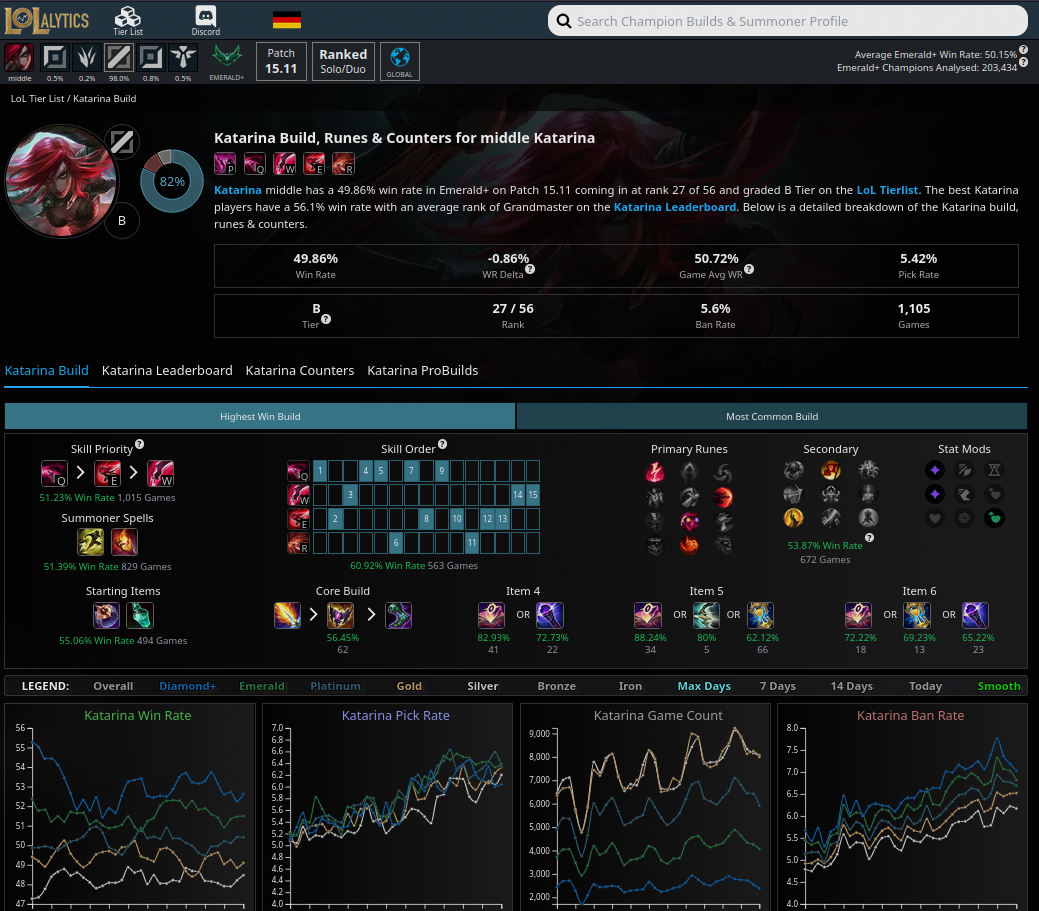 LOLALYTICS
Tier List
Discord
Search Champion Builds & Summoner Profile
middle
0.5%
0.2%
98.0%
0.8%
0.5%
EMERALD+
Patch
15.11
Ranked
Solo/Duo
GLOBAL
Average Emerald+ Win Rate: 50.15% ?
Emerald+ Champions Analysed: 203,434 ?
LoL Tier List / Katarina Build
82%
B
Katarina Build, Runes & Counters for middle Katarina
P Q W E R
Katarina middle has a 49.86% win rate in Emerald+ on Patch 15.11 coming in at rank 27 of 56 and graded B Tier on the LoL Tierlist. The best Katarina
players have a 56.1% win rate with an average rank of Grandmaster on the Katarina Leaderboard. Below is a detailed breakdown of the Katarina build,
runes & counters.
49.86% -0.86% 50.72% 5.42%
Win Rate WR Delta ? Game Avg WR ? Pick Rate
B 27 / 56 5.6% 1,105
Tier ? Rank Ban Rate Games
Katarina Build Katarina Leaderboard Katarina Counters Katarina ProBuilds
Highest Win Build Most Common Build
Skill Priority ?
Q E W
51.23% Win Rate 1,015 Games
Summoner Spells
51.39% Win Rate 829 Games
Skill Order ?
Q 1 4 5 7 9
W 3 14 15
E 2 8 10 12 13
R 6 11
60.92% Win Rate 563 Games
Primary Runes
Secondary
Stat Mods
53.87% Win Rate ?
672 Games
Starting Items
55.06% Win Rate 494 Games
Core Build
56.45%
62
Item 4
OR
82.93% 72.73%
41 22
Item 5
OR OR
88.24% 80% 62.12%
34 5 66
Item 6
OR OR
72.22% 69.23% 65.22%
18 13 23
LEGEND: Overall Diamond+ Emerald Platinum Gold Silver Bronze Iron Max Days 7 Days 14 Days Today Smooth
Katarina Win Rate
56
55
54
53
52
51
50
49
48
47
Katarina Pick Rate
7.0
6.8
6.6
6.4
6.2
6.0
5.8
5.6
5.4
5.2
5.0
4.8
4.6
4.4
4.2
4.0
Katarina Game Count
9,000
8,000
7,000
6,000
5,000
4,000
3,000
2,000
Katarina Ban Rate
8.0
7.5
7.0
6.5
6.0
5.5
5.0
4.5
4.0